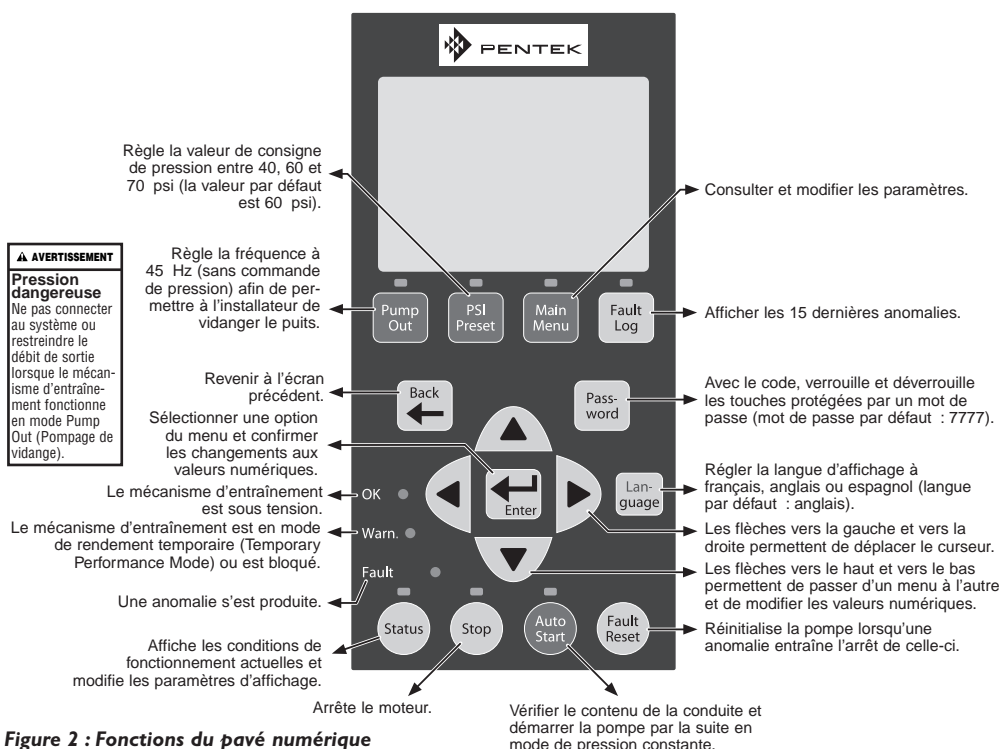 PENTEK
Règle la valeur de consigne
de pression entre 40, 60 et
70 psi (la valeur par défaut
est 60 psi).
Consulter et modifier les paramètres.
AVERTISSEMENT
Pression
dangereuse
Ne pas connecter
au système ou
restreindre le
débit de sortie
lorsque le mécan-
isme d'entraîne-
ment fonctionne
en mode Pump
Out (Pompage de
vidange).
Règle la fréquence à
45 Hz (sans commande
de pression) afin de per-
mettre à l'installateur de
vidanger le puits.
Pump
Out
PSI
Preset
Main
Menu
Fault
Log
Afficher les 15 dernières anomalies.
Revenir à l'écran
précédent.
Back
Pass-
word
Avec le code, verrouille et déverrouille
les touches protégées par un mot de
passe (mot de passe par défaut : 7777).
Sélectionner une option
du menu et confirmer
les changements aux
valeurs numériques.
Enter
Lan-
guage
Régler la langue d'affichage à
français, anglais ou espagnol (langue
par défaut : anglais).
Le mécanisme d'entraînement
est sous tension.
OK
Les flèches vers la gauche et vers la
droite permettent de déplacer le curseur.
Le mécanisme d'entraînement est en mode
de rendement temporaire (Temporary
Performance Mode) ou est bloqué.
Warn.
Les flèches vers le haut et vers le bas
permettent de passer d'un menu à l'autre
et de modifier les valeurs numériques.
Fault
Une anomalie s'est produite.
Status
Stop
Auto
Start
Fault
Reset
Réinitialise la pompe lorsqu'une
anomalie entraîne l'arrêt de celle-ci.
Affiche les conditions de
fonctionnement actuelles et
modifie les paramètres d'affichage.
Arrête le moteur.
Vérifier le contenu de la conduite et
démarrer la pompe par la suite en
mode de pression constante.
Figure 2 : Fonctions du pavé numérique